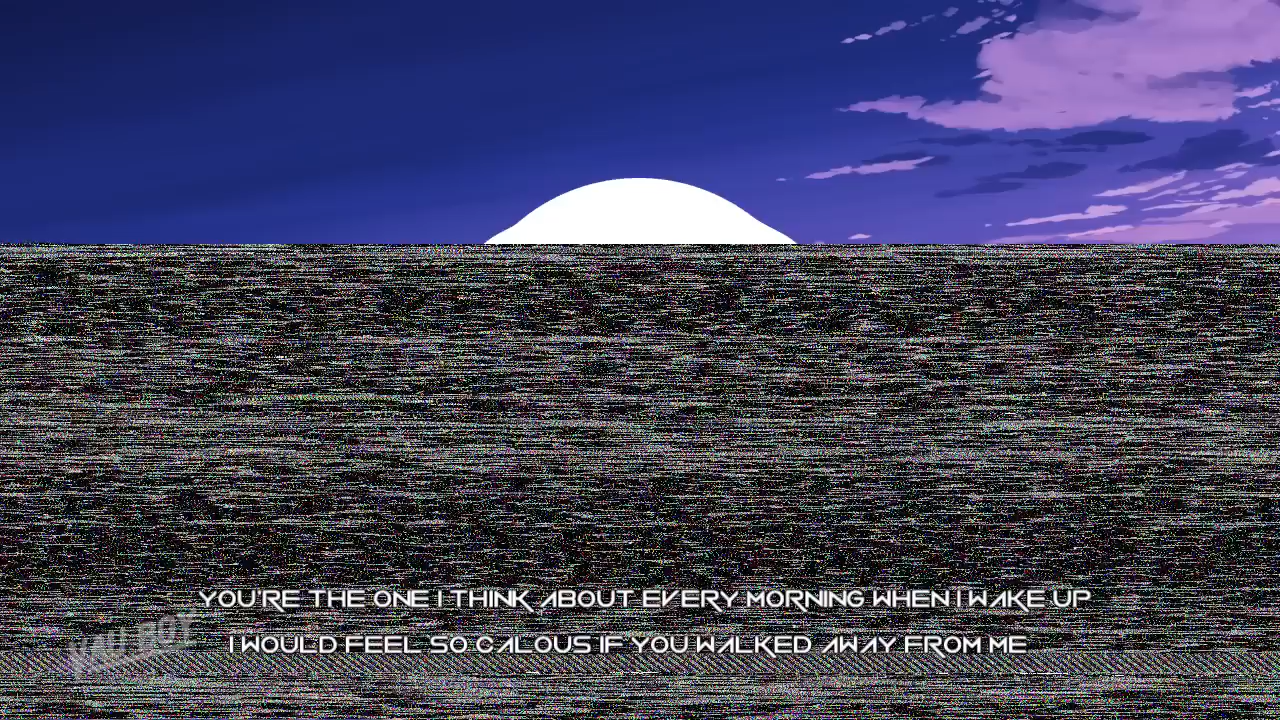 YOU'RE THE ONE I THINK ABOUT EVERY MORNING WHEN I WAKE UP
I WOULD FEEL SO CALOUS IF YOU WALKED AWAY FROM ME